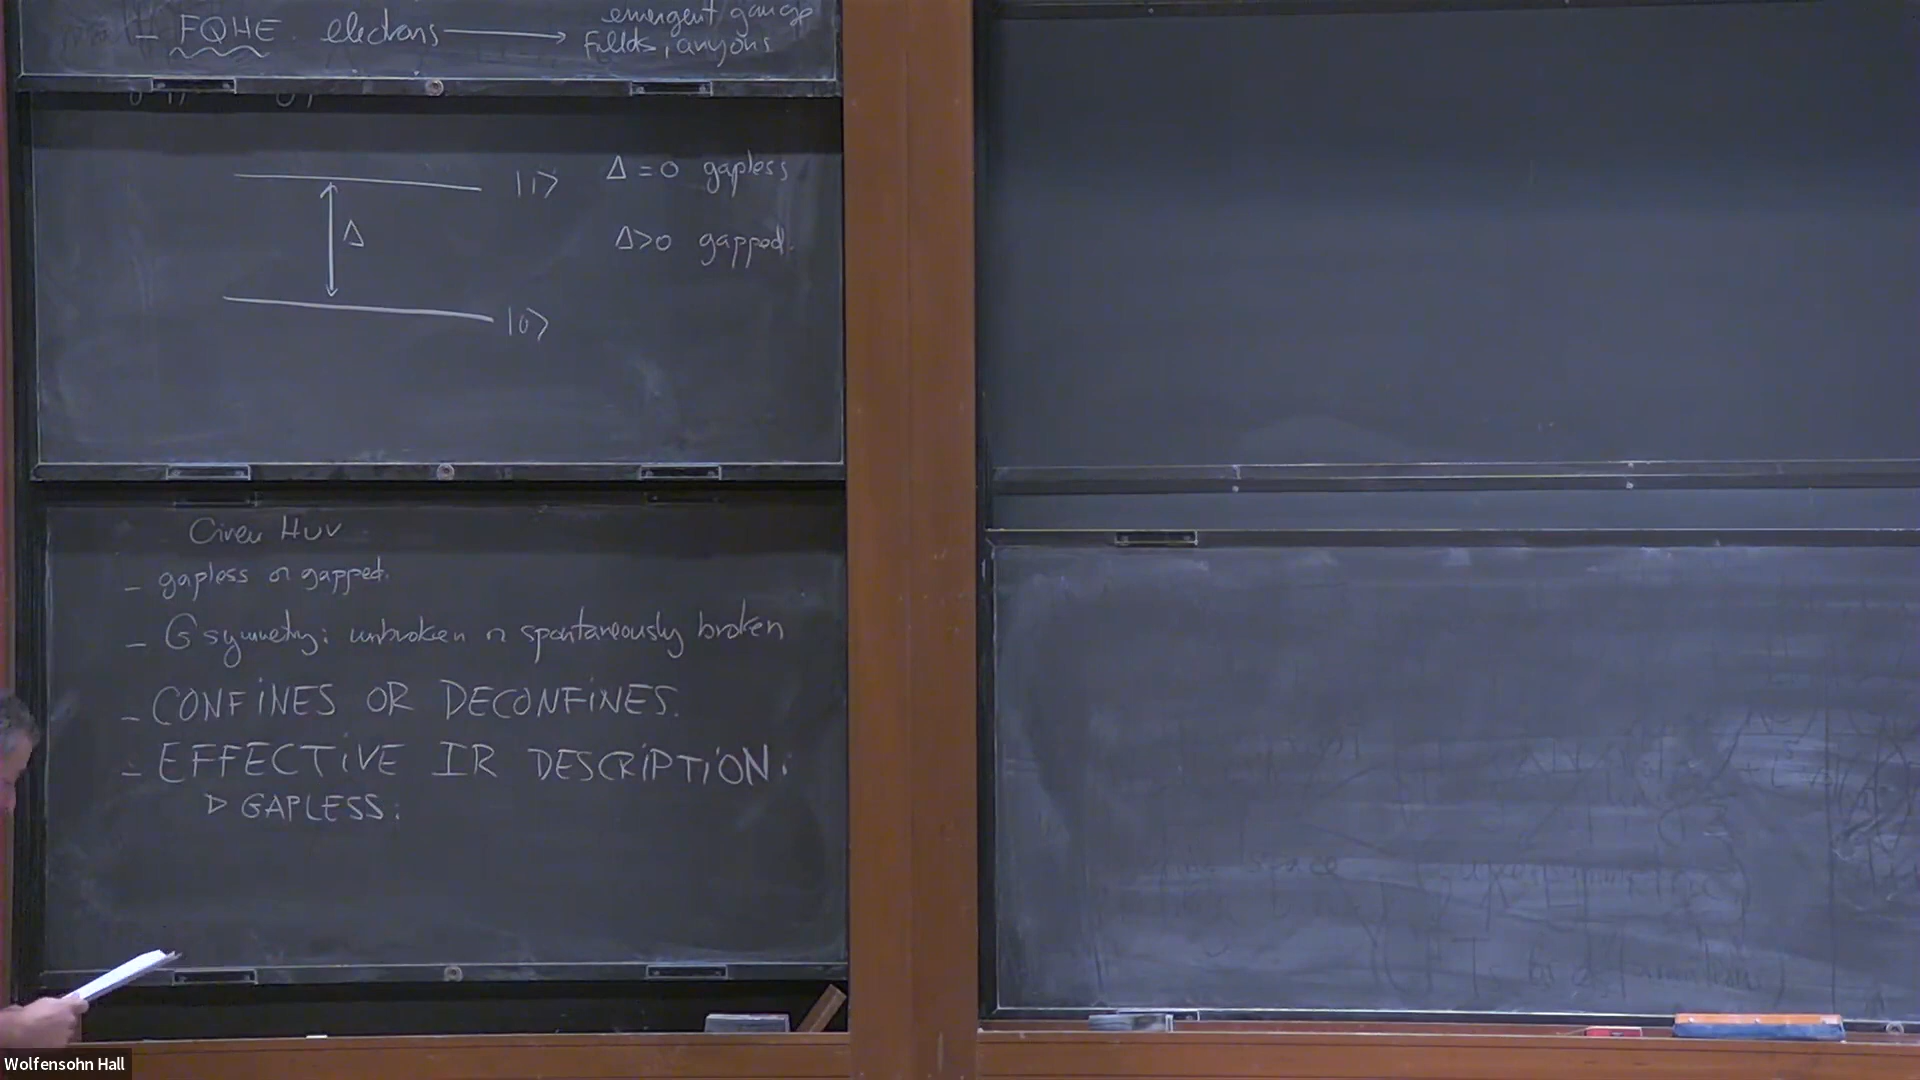 emergent gauge
- FQHE. electrons → fields, anyons
|1> Δ = 0 gapless
Δ Δ>0 gapped.
|0>
Given HUV
- gapless or gapped.
- G symmetry: unbroken or spontaneously broken
- CONFINES OR DECONFINES.
- EFFECTIVE IR DESCRIPTION:
▷ GAPLESS:
Wolfensohn Hall